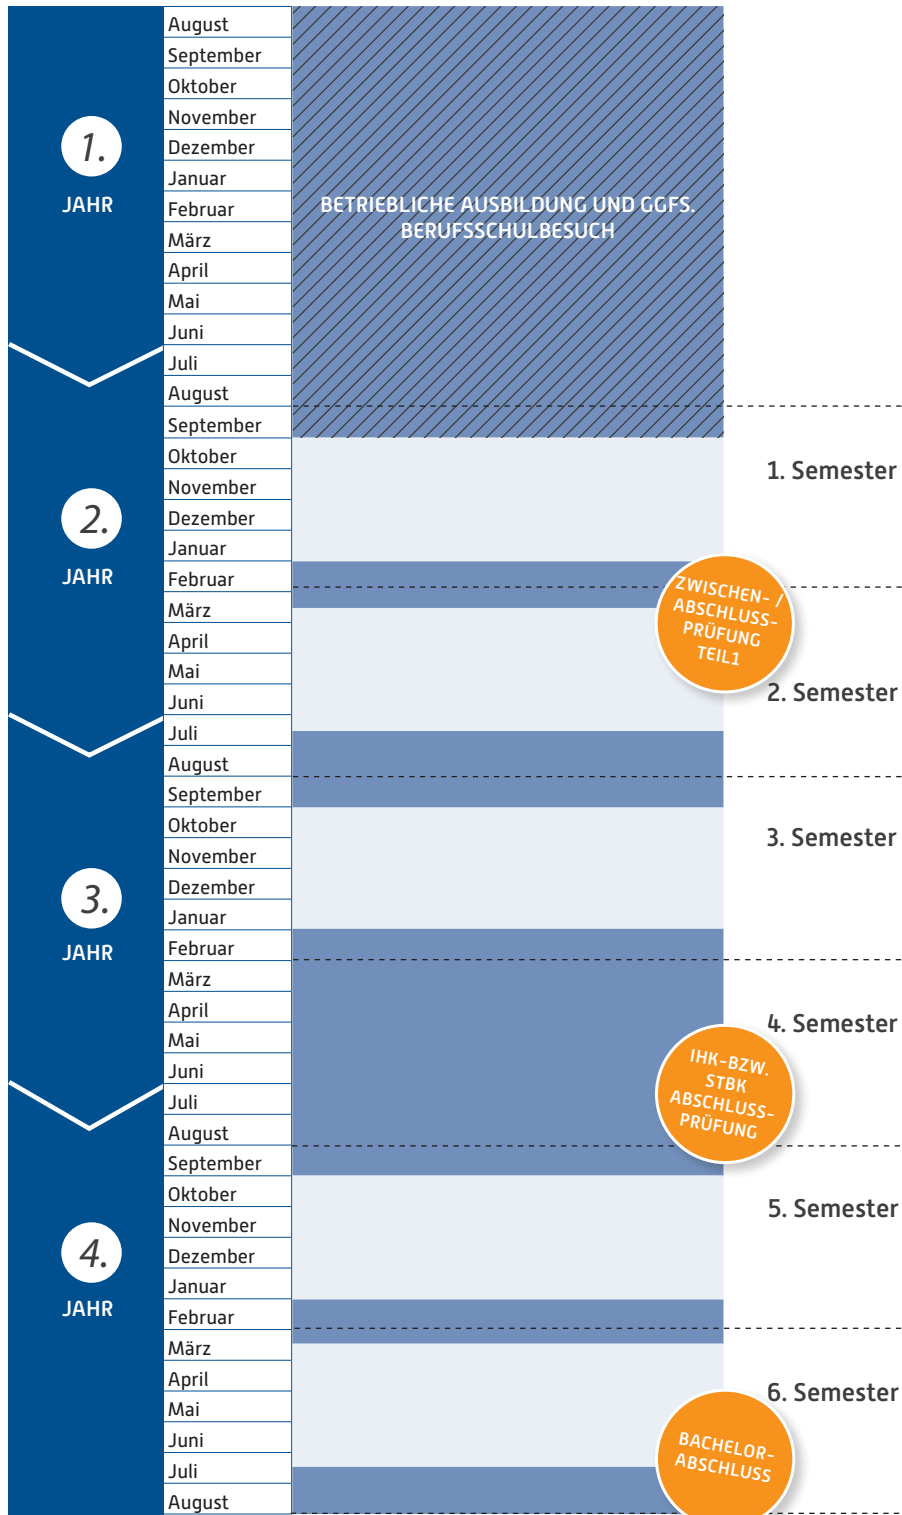 August
September
Oktober
November
Dezember
Januar
Februar
März
April
Mai
Juni
Juli
1.
JAHR
BETRIEBLICHE AUSBILDUNG UND GGFS.
BERUFSSCHULBESUCH
August
September
Oktober
November
Dezember
Januar
Februar
März
April
Mai
Juni
Juli
2.
JAHR
1. Semester
ZWISCHEN- /
ABSCHLUSS-
PRÜFUNG
TEIL1
2. Semester
August
September
Oktober
November
Dezember
Januar
Februar
März
April
Mai
Juni
Juli
3.
JAHR
3. Semester
4. Semester
IHK-BZW.
STBK
ABSCHLUSS-
PRÜFUNG
August
September
Oktober
November
Dezember
Januar
Februar
März
April
Mai
Juni
Juli
August
4.
JAHR
5. Semester
6. Semester
BACHELOR-
ABSCHLUSS